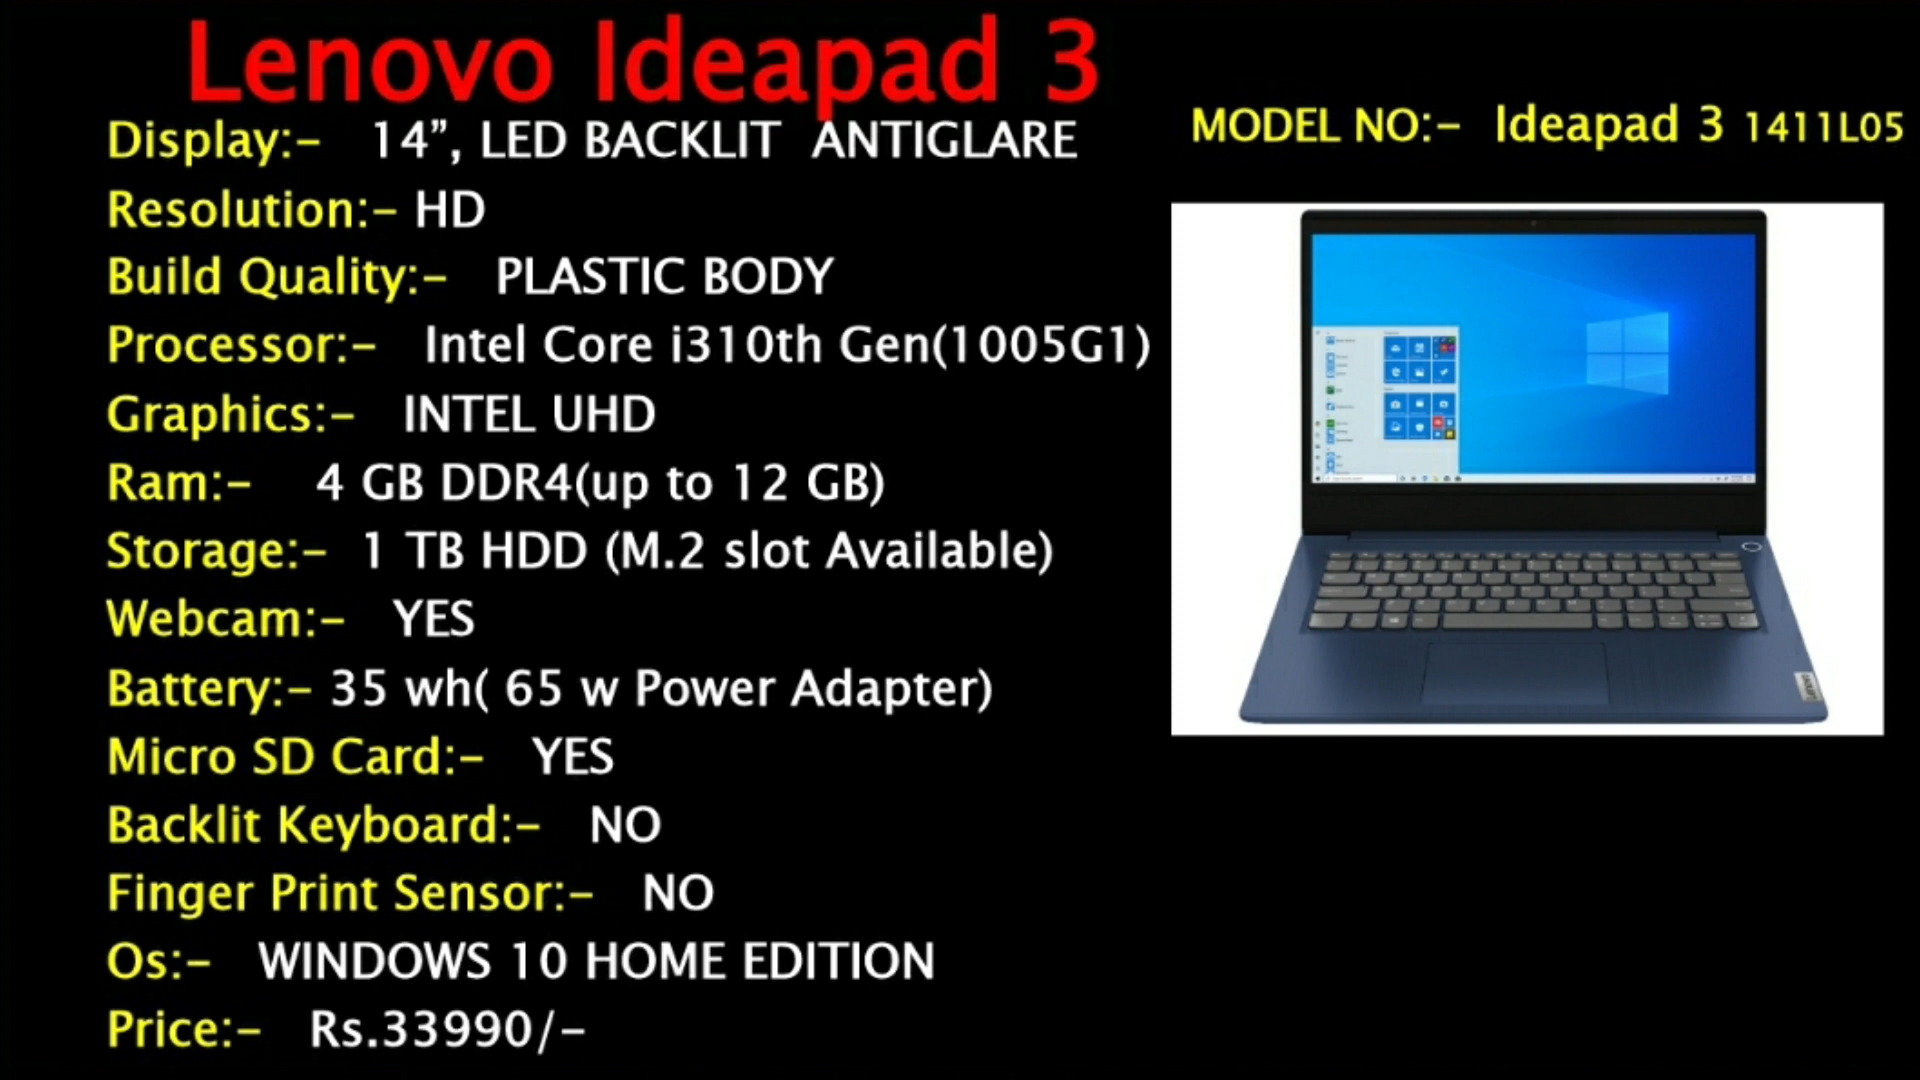 Lenovo Ideapad 3
MODEL NO:-  Ideapad 3 1411L05
Display:-  14”, LED BACKLIT  ANTIGLARE
Resolution:- HD
Build Quality:-  PLASTIC BODY
Processor:-  Intel Core i310th Gen(1005G1)
Graphics:-  INTEL UHD
Ram:-  4 GB DDR4(up to 12 GB)
Storage:- 1 TB HDD (M.2 slot Available)
Webcam:-  YES
Battery:- 35 wh( 65 w Power Adapter)
Micro SD Card:-  YES
Backlit Keyboard:-  NO
Finger Print Sensor:-  NO
Os:-  WINDOWS 10 HOME EDITION
Price:-  Rs.33990/-